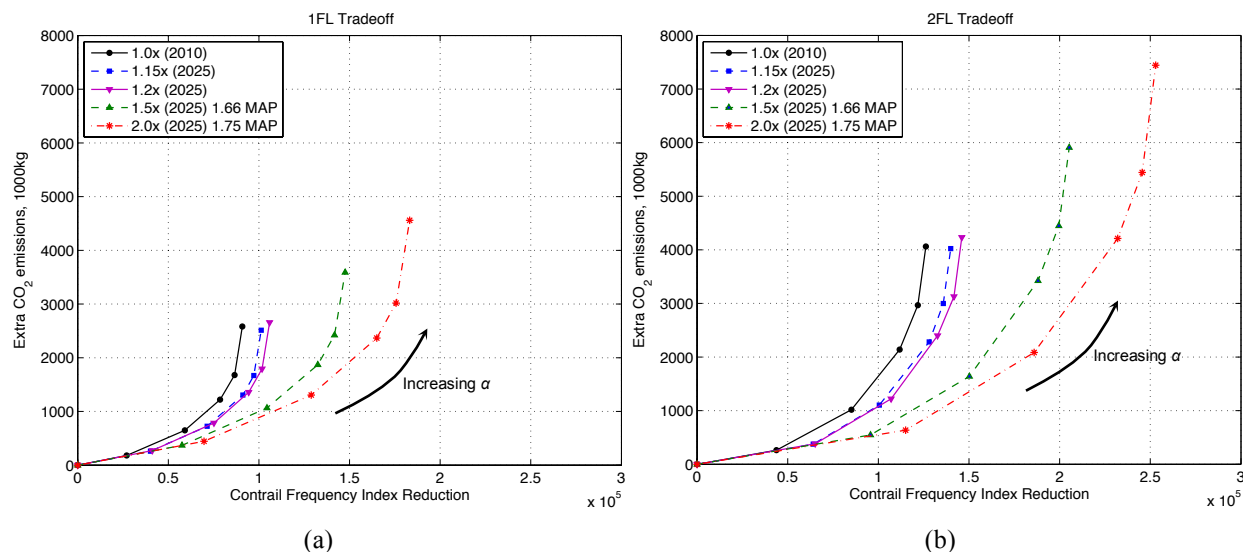 1FL Tradeoff
8000
7000
6000
5000
4000
3000
2000
1000
0
Extra CO2 emissions, 1000kg
1.0x (2010)
1.15x (2025)
1.2x (2025)
1.5x (2025) 1.66 MAP
2.0x (2025) 1.75 MAP
Increasing α
0 0.5 1 1.5 2 2.5 3
Contrail Frequency Index Reduction
x 10^5
(a)
2FL Tradeoff
8000
7000
6000
5000
4000
3000
2000
1000
0
Extra CO2 emissions, 1000kg
1.0x (2010)
1.15x (2025)
1.2x (2025)
1.5x (2025) 1.66 MAP
2.0x (2025) 1.75 MAP
Increasing α
0 0.5 1 1.5 2 2.5 3
Contrail Frequency Index Reduction
x 10^5
(b)